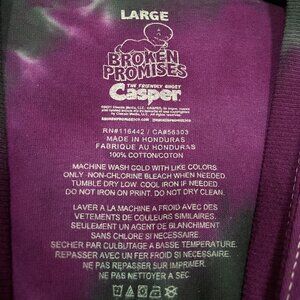 LARGE
BROKEN
PROMISES
THE FRIENDLY GHOST
Casper
RN#116442 / CA#56303
MADE IN HONDURAS
FABRIQUE AU HONDURAS
100% COTTON/COTON
MACHINE WASH COLD WITH LIKE COLORS
ONLY NON-CHLORINE BLEACH WHEN NEEDED.
TUMBLE DRY LOW. COOL IRON IF NEEDED.
DO NOT IRON ON PRINT. DO NOT DRY CLEAN.
LAVER A LA MACHINE A FROID AVEC DES
VETEMENTS DE COULEURS SIMILAIRES.
SEULEMENT UN AGENT DE BLANCHIMENT
SANS CHLORE SI NECESSAIRE.
SECHER PAR CULBUTAGE A BASSE TEMPERATURE.
REPASSER AVEC UN FER FROID SI NECESSAIRE.
NE PAS REPASSER SUR IMPRIMER.
NE PAS NETTOYER A SEC